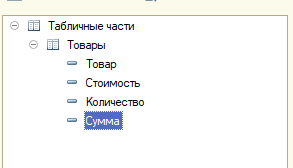 Табличные части
Товары
Товар
Стоимость
Количество
Сумма